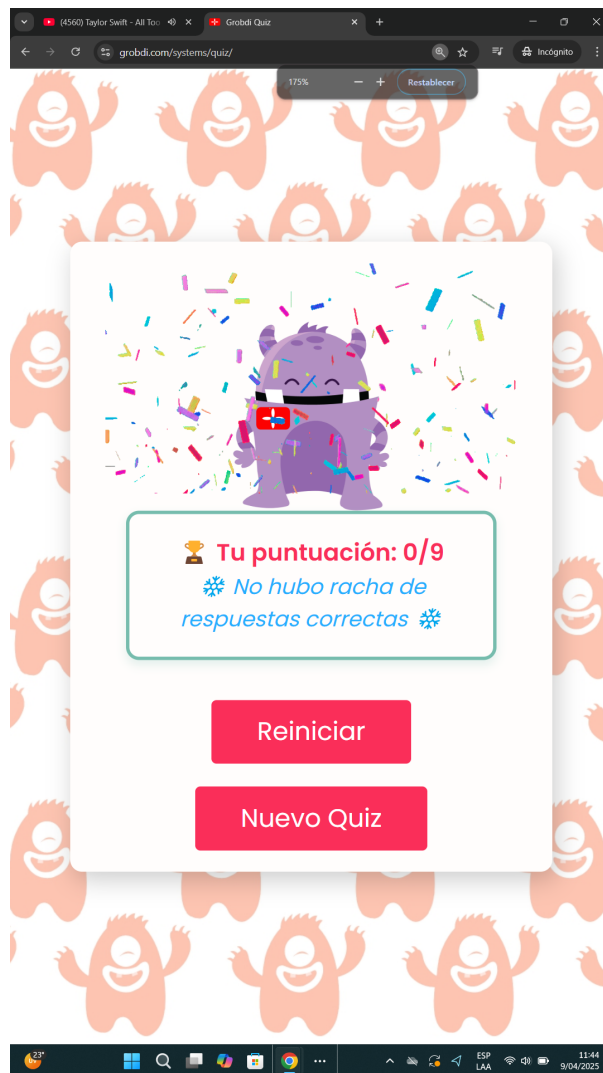 (4560) Taylor Swift - All Too
Grobdi Quiz
grobdi.com/systems/quiz/
Incógnito
175%
Restablecer
Tu puntuación: 0/9
No hubo racha de
respuestas correctas
Reiniciar
Nuevo Quiz
23°
ESP
LAA
11:44
9/04/2025